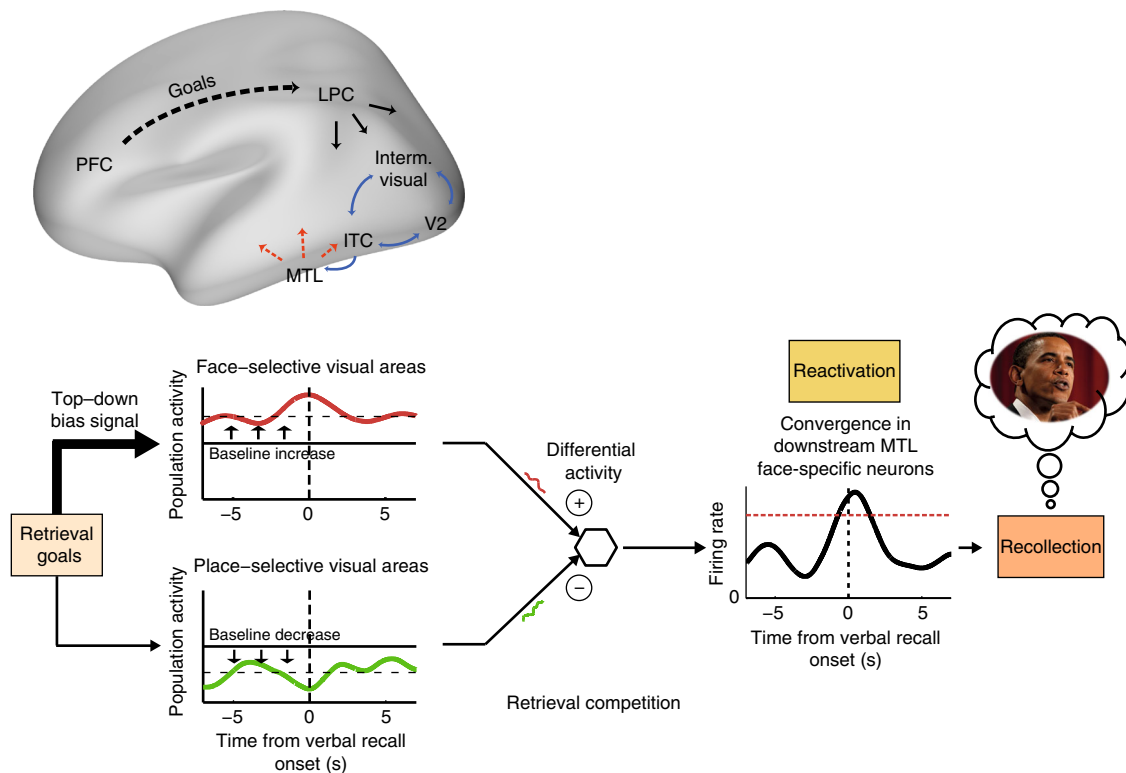 Goals
LPC
PFC
Interm.
visual
V2
ITC
MTL
Top–down
bias signal
Retrieval
goals
Face–selective visual areas
Population activity
Baseline increase
−5
0
5
Place–selective visual areas
Population activity
Baseline decrease
−5
0
5
Time from verbal recall
onset (s)
Differential
activity
+
−
Retrieval competition
Reactivation
Convergence in
downstream MTL
face-specific neurons
Firing rate
0
−5
0
5
Time from verbal recall
onset (s)
Recollection